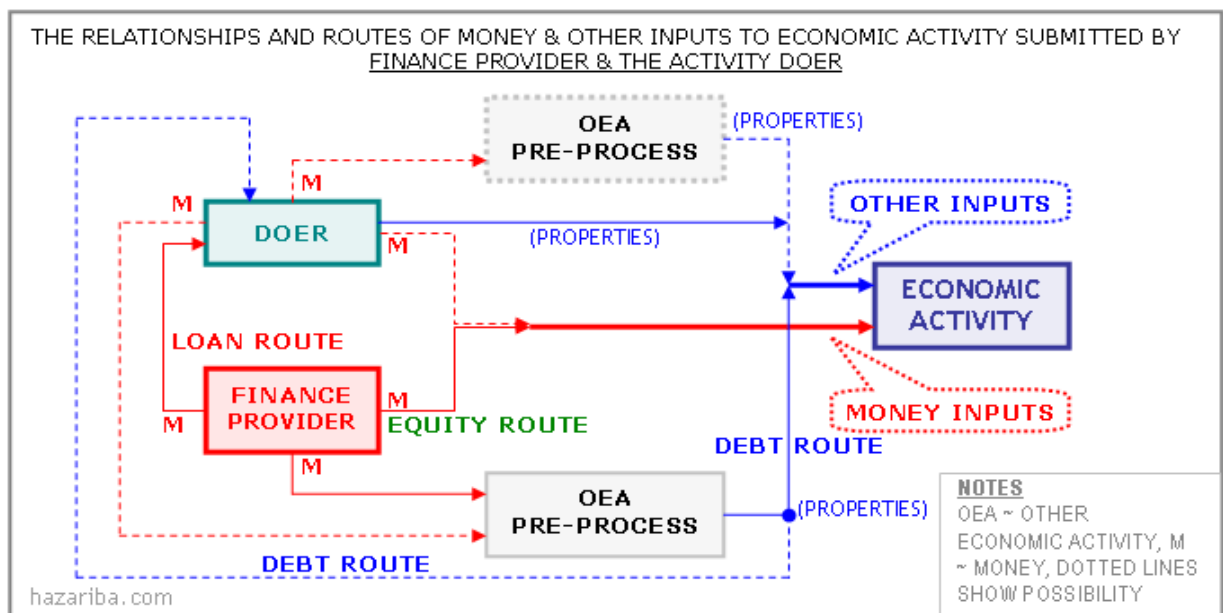 THE RELATIONSHIPS AND ROUTES OF MONEY & OTHER INPUTS TO ECONOMIC ACTIVITY SUBMITTED BY
FINANCE PROVIDER & THE ACTIVITY DOER
OEA
PRE-PROCESS
(PROPERTIES)
M
M
OTHER INPUTS
DOER
(PROPERTIES)
M
ECONOMIC
ACTIVITY
LOAN ROUTE
FINANCE
PROVIDER
M
M
EQUITY ROUTE
MONEY INPUTS
DEBT ROUTE
M
OEA
PRE-PROCESS
(PROPERTIES)
DEBT ROUTE
NOTES
OEA ~ OTHER
ECONOMIC ACTIVITY, M
~ MONEY, DOTTED LINES
SHOW POSSIBILITY
hazariba.com